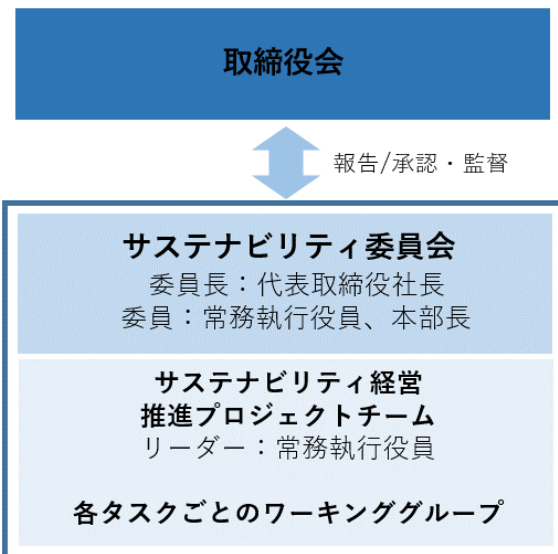 取締役会
報告/承認・監督
サステナビリティ委員会
委員長：代表取締役社長
委員：常務執行役員、本部長
サステナビリティ経営
推進プロジェクトチーム
リーダー：常務執行役員
各タスクごとのワーキンググループ